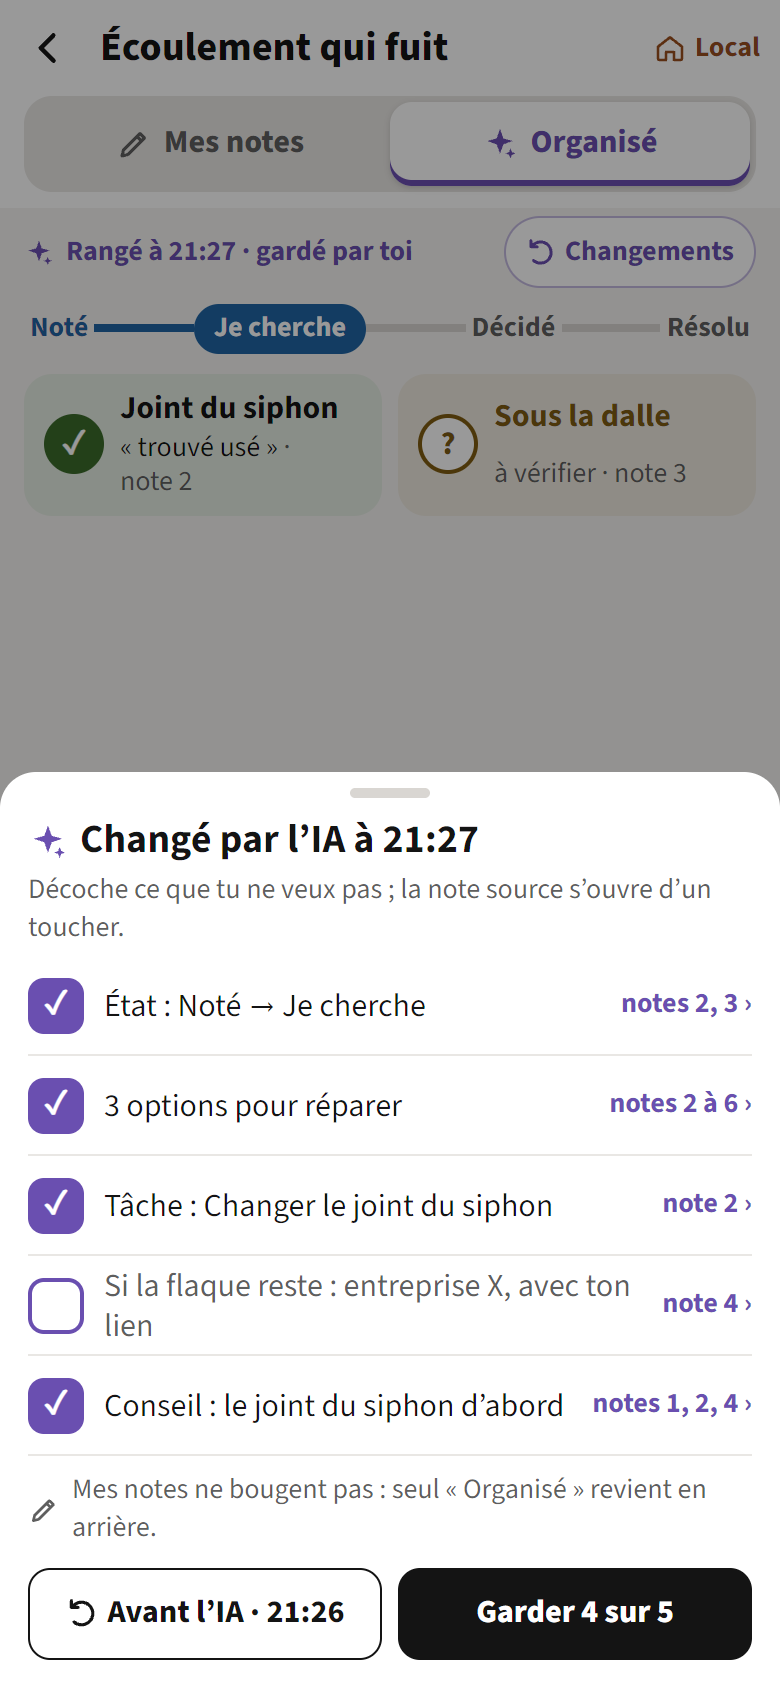 Écoulement qui fuit
Local
Mes notes
Organisé
Rangé à 21:27 · gardé par toi
Changements
Noté
Je cherche
Décidé
Résolu
Joint du siphon
« trouvé usé » ·
note 2
?
Sous la dalle
à vérifier · note 3
Changé par l’IA à 21:27
Décoche ce que tu ne veux pas ; la note source s’ouvre d’un
toucher.
État : Noté → Je cherche
notes 2, 3 ›
3 options pour réparer
notes 2 à 6 ›
Tâche : Changer le joint du siphon
note 2 ›
Si la flaque reste : entreprise X, avec ton
lien
note 4 ›
Conseil : le joint du siphon d’abord
notes 1, 2, 4 ›
Mes notes ne bougent pas : seul « Organisé » revient en
arrière.
Avant l’IA · 21:26
Garder 4 sur 5